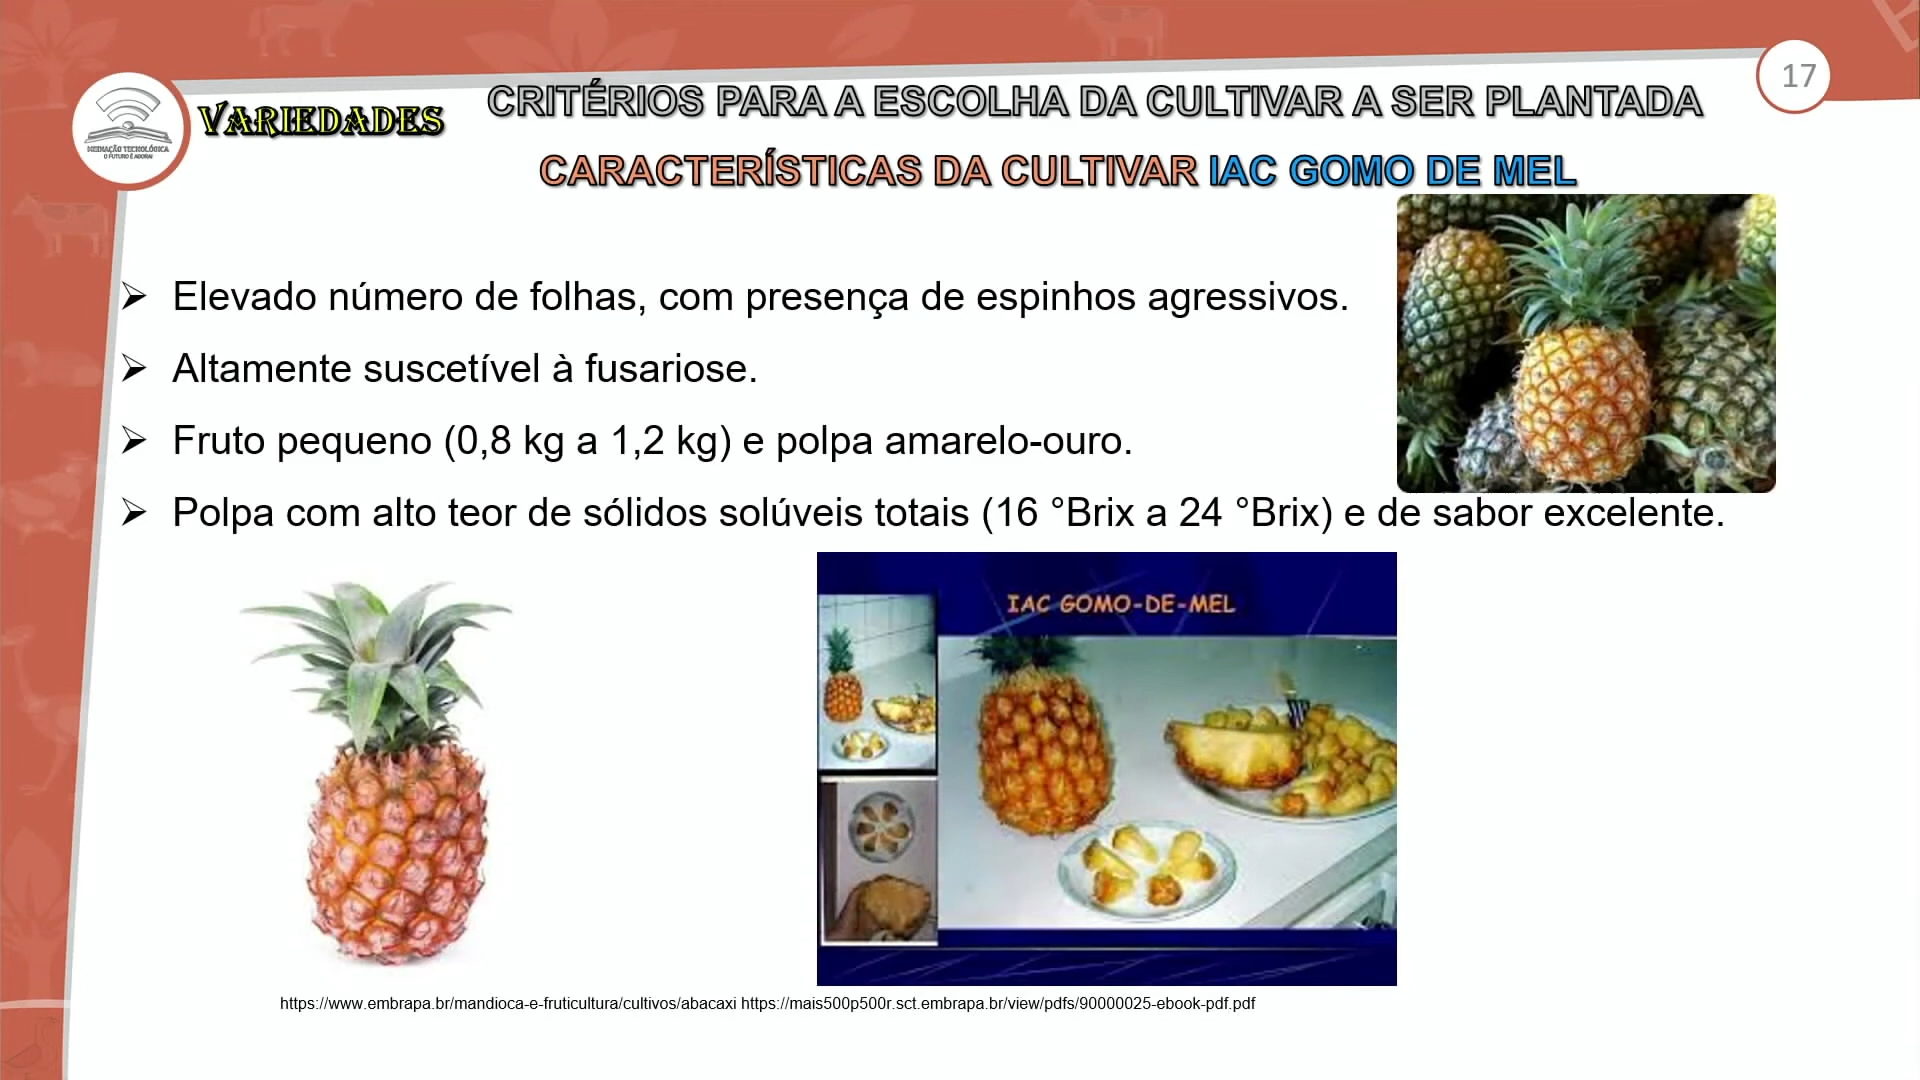 17
VARIEDADES
CRITÉRIOS PARA A ESCOLHA DA CULTIVAR A SER PLANTADA
MEDIAÇÃO TECNOLÓGICA
O FUTURO É AGORA!
CARACTERÍSTICAS DA CULTIVAR IAC GOMO DE MEL
➢ Elevado número de folhas, com presença de espinhos agressivos.
➢ Altamente suscetível à fusariose.
➢ Fruto pequeno (0,8 kg a 1,2 kg) e polpa amarelo-ouro.
➢ Polpa com alto teor de sólidos solúveis totais (16 °Brix a 24 °Brix) e de sabor excelente.
IAC GOMO-DE-MEL
https://www.embrapa.br/mandioca-e-fruticultura/cultivos/abacaxi https://mais500p500r.sct.embrapa.br/view/pdfs/90000025-ebook-pdf.pdf